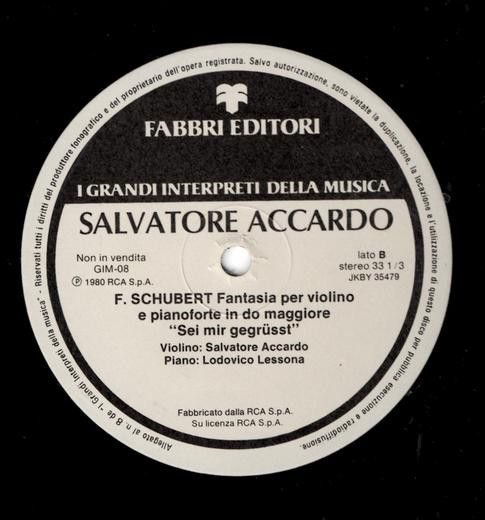 Allegato al n. 8 de "I Grandi Interpreti della musica" - Riservati tutti i diritti del produttore fonografico e del proprietario dell'opera registrata. Salvo autorizzazione, sono vietate la duplicazione, la locazione e l'utilizzazione di questo disco per pubblica esecuzione e radiodiffusione.
FABBRI EDITORI
I GRANDI INTERPRETI DELLA MUSICA
SALVATORE ACCARDO
Non in vendita
GIM-08
Ⓟ 1980 RCA S.p.A.
lato B
stereo 33 1/3
JKBY 35479
F. SCHUBERT Fantasia per violino
e pianoforte in do maggiore
“Sei mir gegrüsst”
Violino: Salvatore Accardo
Piano: Lodovico Lessona
Fabbricato dalla RCA S.p.A.
Su licenza RCA S.p.A.